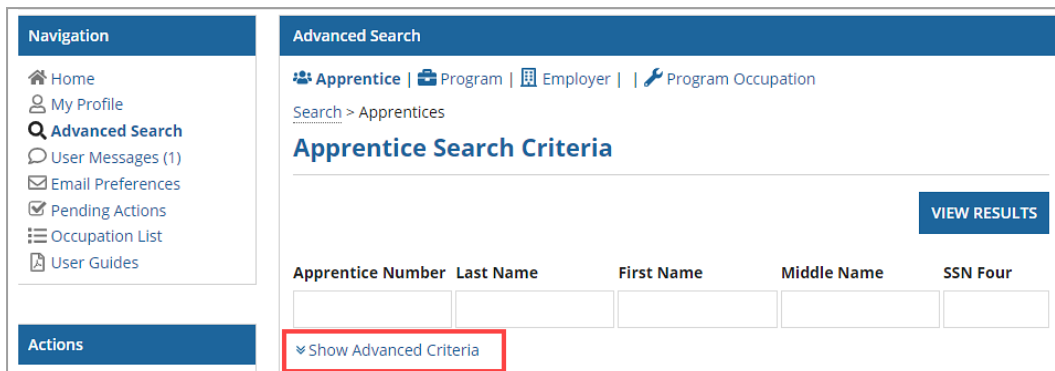 Navigation
Home
My Profile
Advanced Search
User Messages (1)
Email Preferences
Pending Actions
Occupation List
User Guides
Actions
Advanced Search
Apprentice | Program | Employer | | Program Occupation
Search > Apprentices
Apprentice Search Criteria
VIEW RESULTS
Apprentice Number Last Name First Name Middle Name SSN Four
Show Advanced Criteria